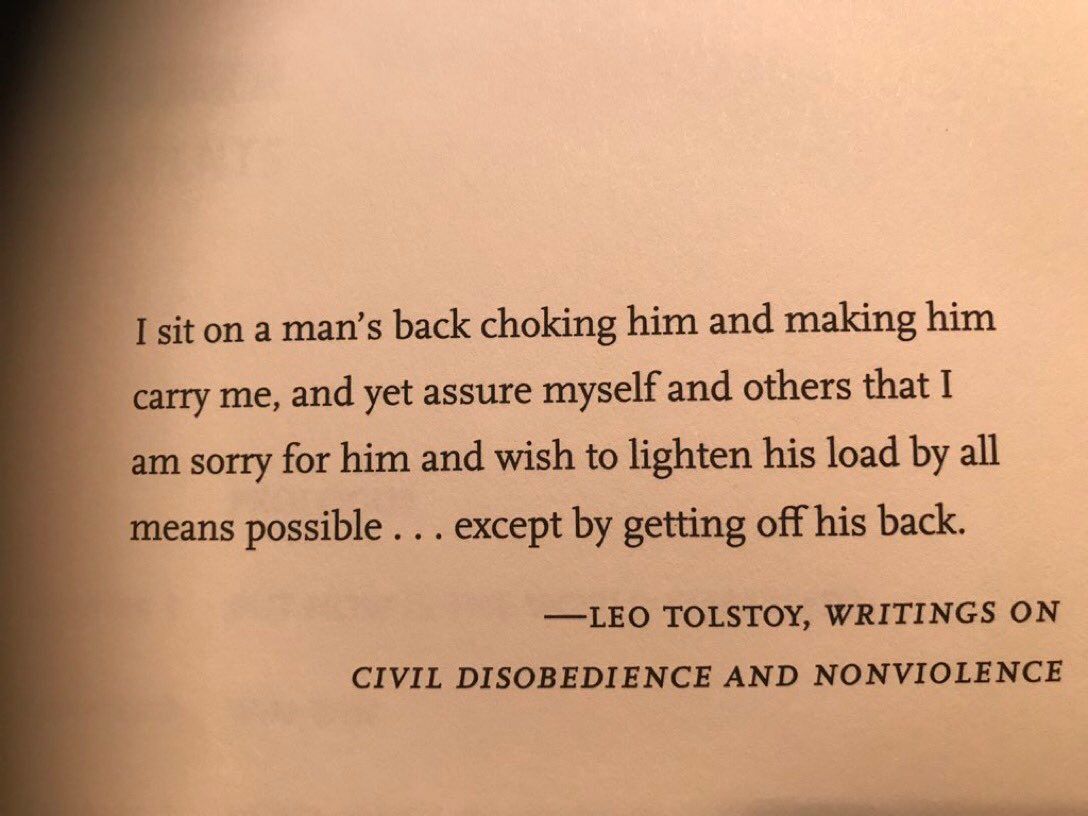 I sit on a man’s back choking him and making him
carry me, and yet assure myself and others that I
am sorry for him and wish to lighten his load by all
means possible . . . except by getting off his back.
—LEO TOLSTOY, WRITINGS ON
CIVIL DISOBEDIENCE AND NONVIOLENCE